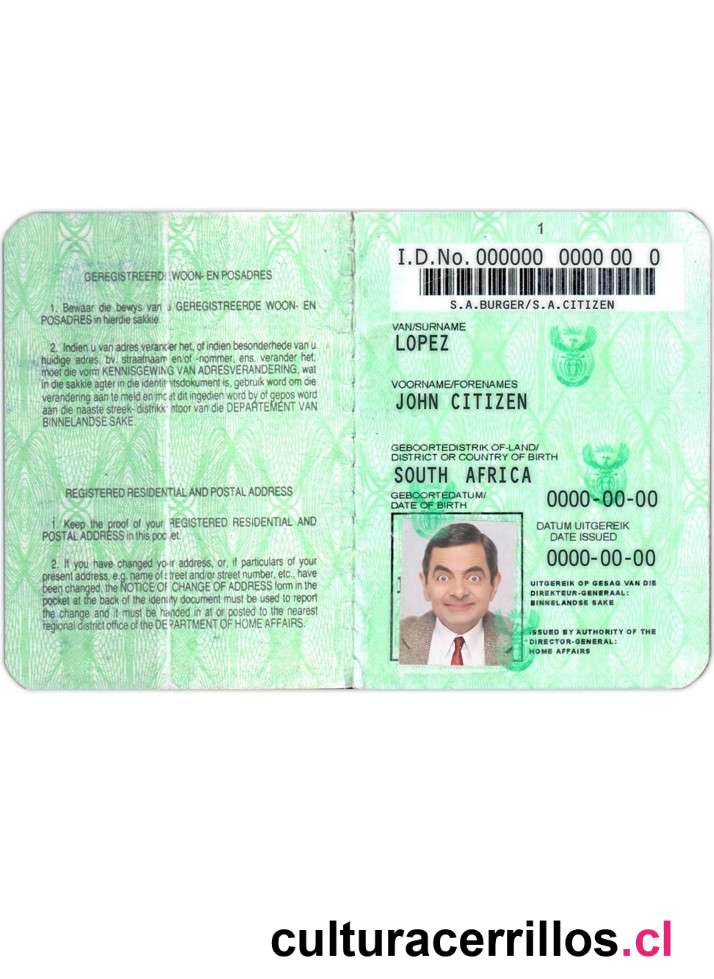 GEREGISTREERDE WOON- EN POSADRES
1. Bewaar die bewys van u GEREGISTREERDE WOON- EN
POSADRES in hierdie sakkie.
2. Indien u van adres verander het, of indien besonderhede van u
huidige adres, bv. straatnaam en/of -nommer, ens. verander het,
moet die vorm KENNISGEWING VAN ADRESVERANDERING, wat
in die sakkie agter in die identiteitsdokument is, gebruik word om die
verandering aan te meld en moet dit ingedien word by of gepos word
aan die naaste streek- distrikkantoor van die DEPARTEMENT VAN
BINNELANDSE SAKE.
REGISTERED RESIDENTIAL AND POSTAL ADDRESS
1. Keep the proof of your REGISTERED RESIDENTIAL AND
POSTAL ADDRESS in this pocket.
2. If you have changed your address, or, if particulars of your
present address, e.g. name of street and/or street number, etc., have
been changed, the NOTICE OF CHANGE OF ADDRESS form in the
pocket at the back of the identity document must be used to report
the change and it must be handed in at or posted to the nearest
regional district office of the DEPARTMENT OF HOME AFFAIRS.
1
I.D.No. 000000 0000 00 0
S.A.BURGER/S.A.CITIZEN
VAN/SURNAME
LOPEZ
VOORNAME/FORENAMES
JOHN CITIZEN
GEBOORTEDISTRIK OF-LAND/
DISTRICT OR COUNTRY OF BIRTH
SOUTH AFRICA
GEBOORTEDATUM/
DATE OF BIRTH
0000-00-00
DATUM UITGEREIK
DATE ISSUED
0000-00-00
UITGEREIK OP GESAG VAN DIE
DIREKTEUR-GENERAAL:
BINNELANDSE SAKE
ISSUED BY AUTHORITY OF THE
DIRECTOR-GENERAL:
HOME AFFAIRS
culturacerrillos.cl